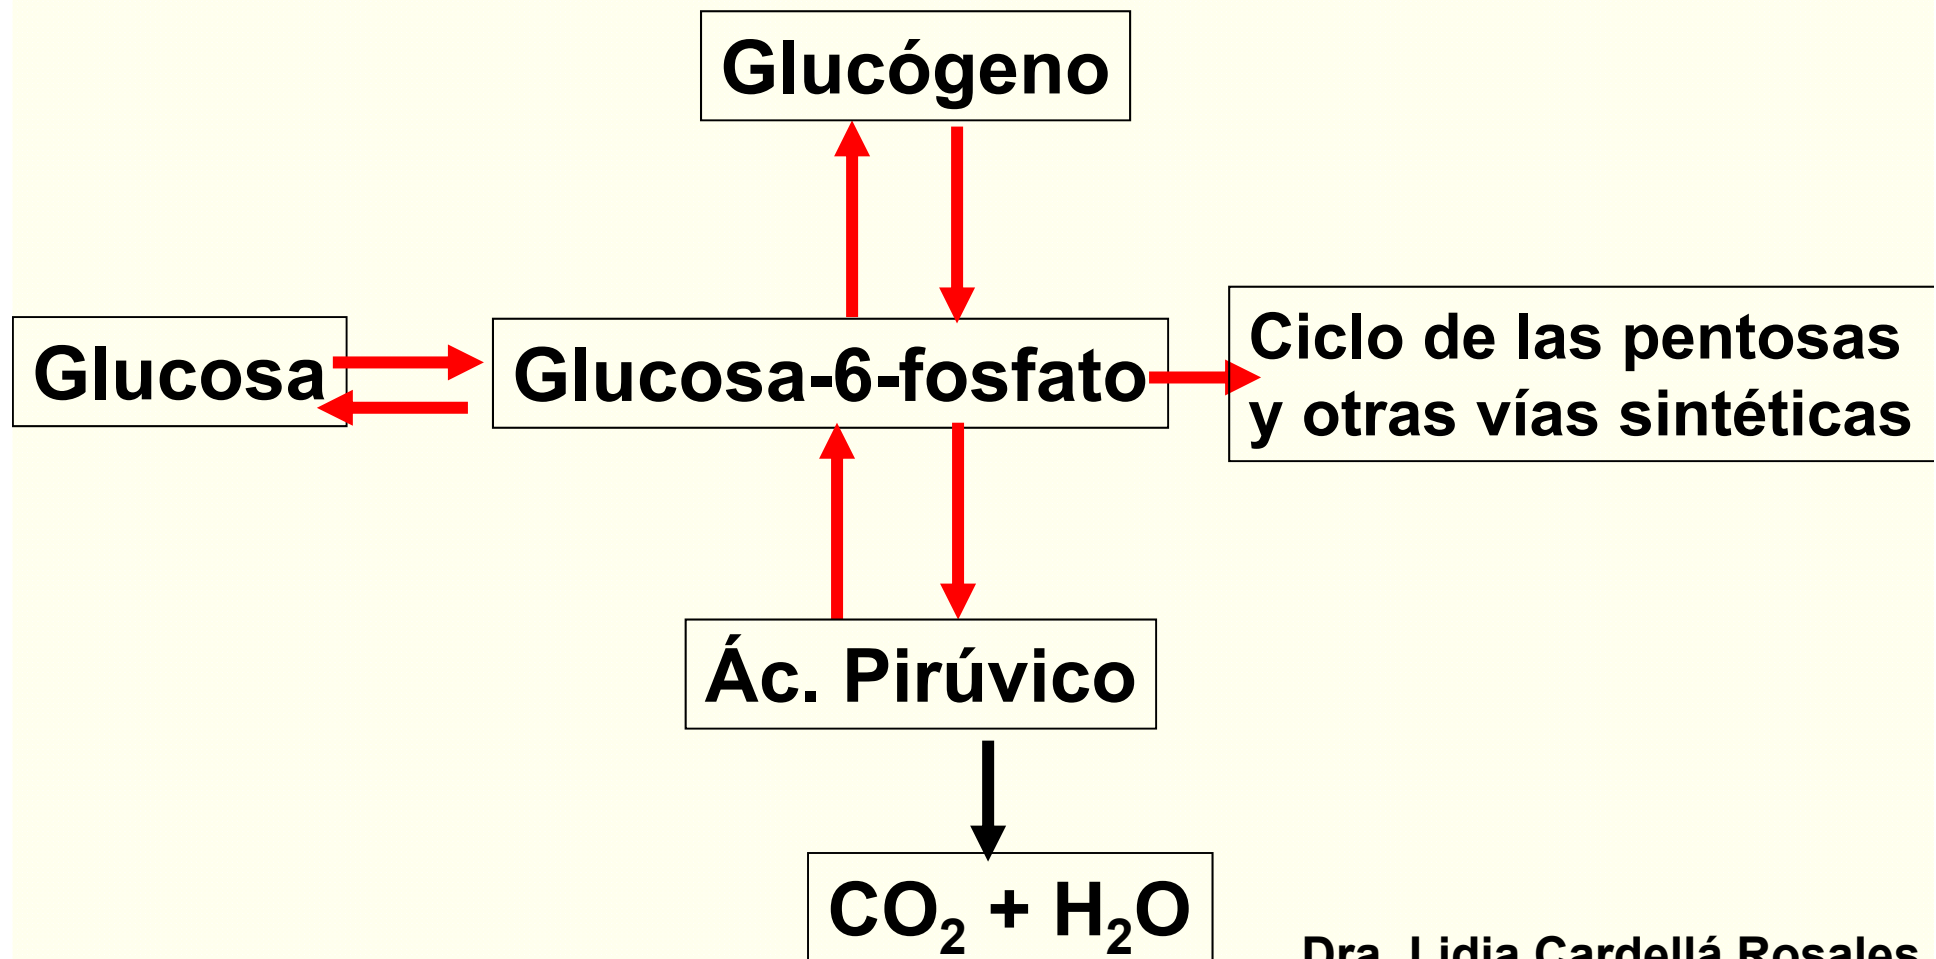 Glucógeno
Glucosa
Glucosa-6-fosfato
Ciclo de las pentosas
y otras vías sintéticas
Ác. Pirúvico
CO₂ + H₂O
Dra. Lidia Cardellá Rosales